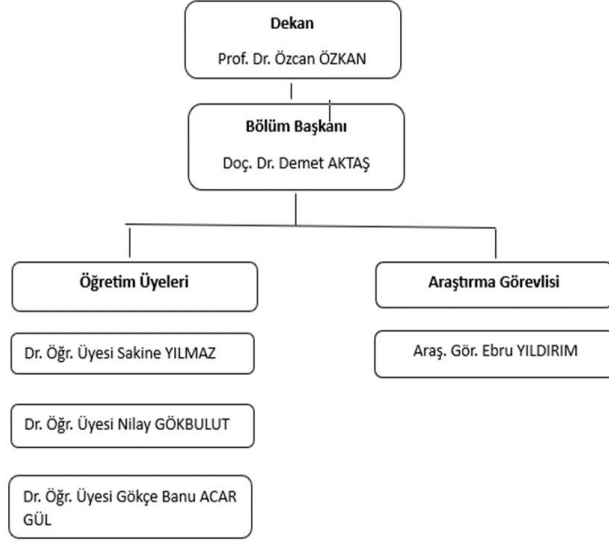 Dekan
Prof. Dr. Özcan ÖZKAN
Bölüm Başkanı
Doç. Dr. Demet AKTAŞ
Öğretim Üyeleri
Araştırma Görevlisi
Dr. Öğr. Üyesi Sakine YILMAZ
Araş. Gör. Ebru YILDIRIM
Dr. Öğr. Üyesi Nilay GÖKBULUT
Dr. Öğr. Üyesi Gökçe Banu ACAR
GÜL